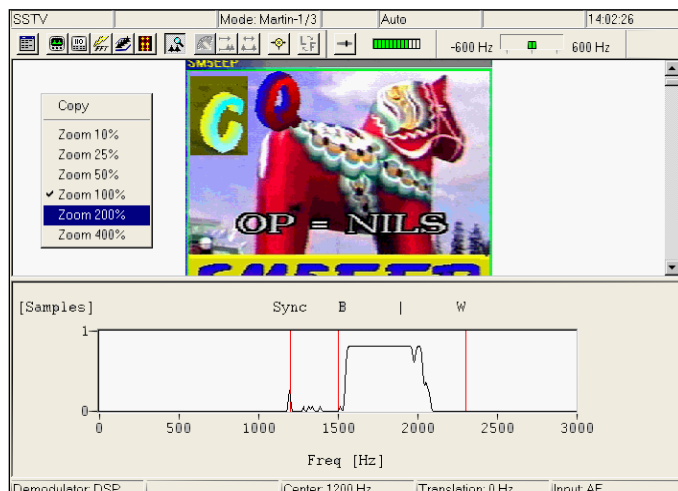 SSTV Mode: Martin-1/3 Auto 14:02:26
-600 Hz 600 Hz
SM5EEP
CQ
Copy
Zoom 10%
Zoom 25%
Zoom 50%
Zoom 100%
Zoom 200%
Zoom 400%
OP = NILS
SM5EEP
[Samples] Sync B | W
1
0
0 500 1000 1500 2000 2500 3000
Freq [Hz]
Demodulator: DSP Center: 1200 Hz Translation: 0 Hz Input: AF